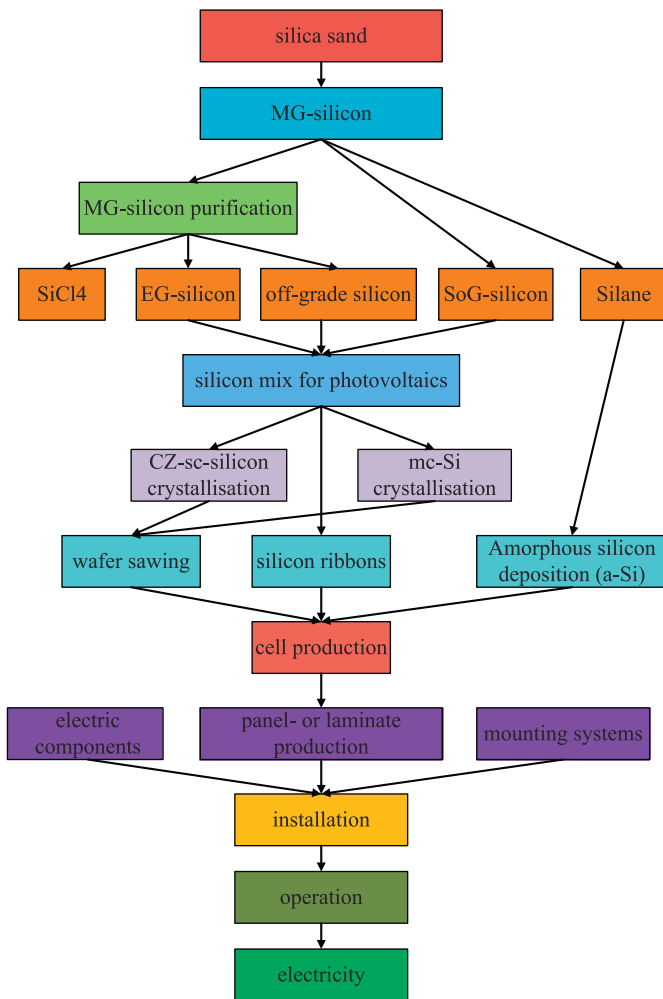 silica sand
MG-silicon
MG-silicon purification
SiCl4
EG-silicon
off-grade silicon
SoG-silicon
Silane
silicon mix for photovoltaics
CZ-sc-silicon
crystallisation
mc-Si
crystallisation
wafer sawing
silicon ribbons
Amorphous silicon
deposition (a-Si)
cell production
electric
components
panel- or laminate
production
mounting systems
installation
operation
electricity